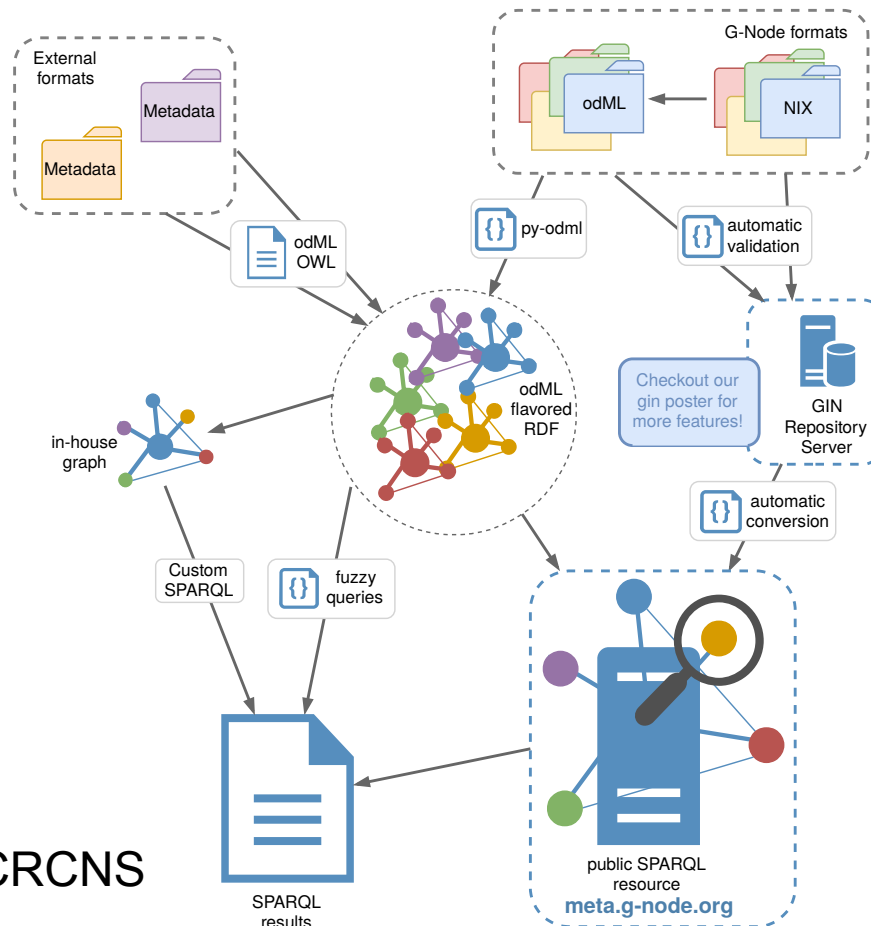 External
formats
Metadata
Metadata
G-Node formats
odML
NIX
odML
OWL
{} py-odml
{} automatic
validation
odML
flavored
RDF
Checkout our
gin poster for
more features!
GIN
Repository
Server
in-house
graph
{} automatic
conversion
Custom
SPARQL
{} fuzzy
queries
public SPARQL
resource
meta.g-node.org
CRCNS
SPARQL
results